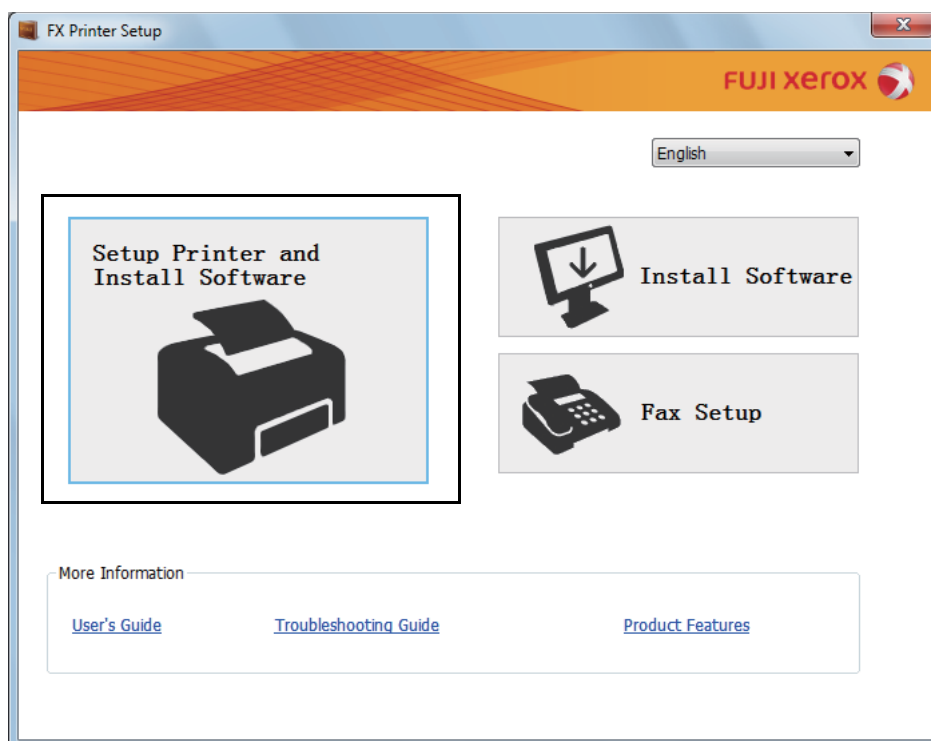 FX Printer Setup
FUJI xerox
English
Setup Printer and
Install Software
Install Software
Fax Setup
More Information
User's Guide
Troubleshooting Guide
Product Features